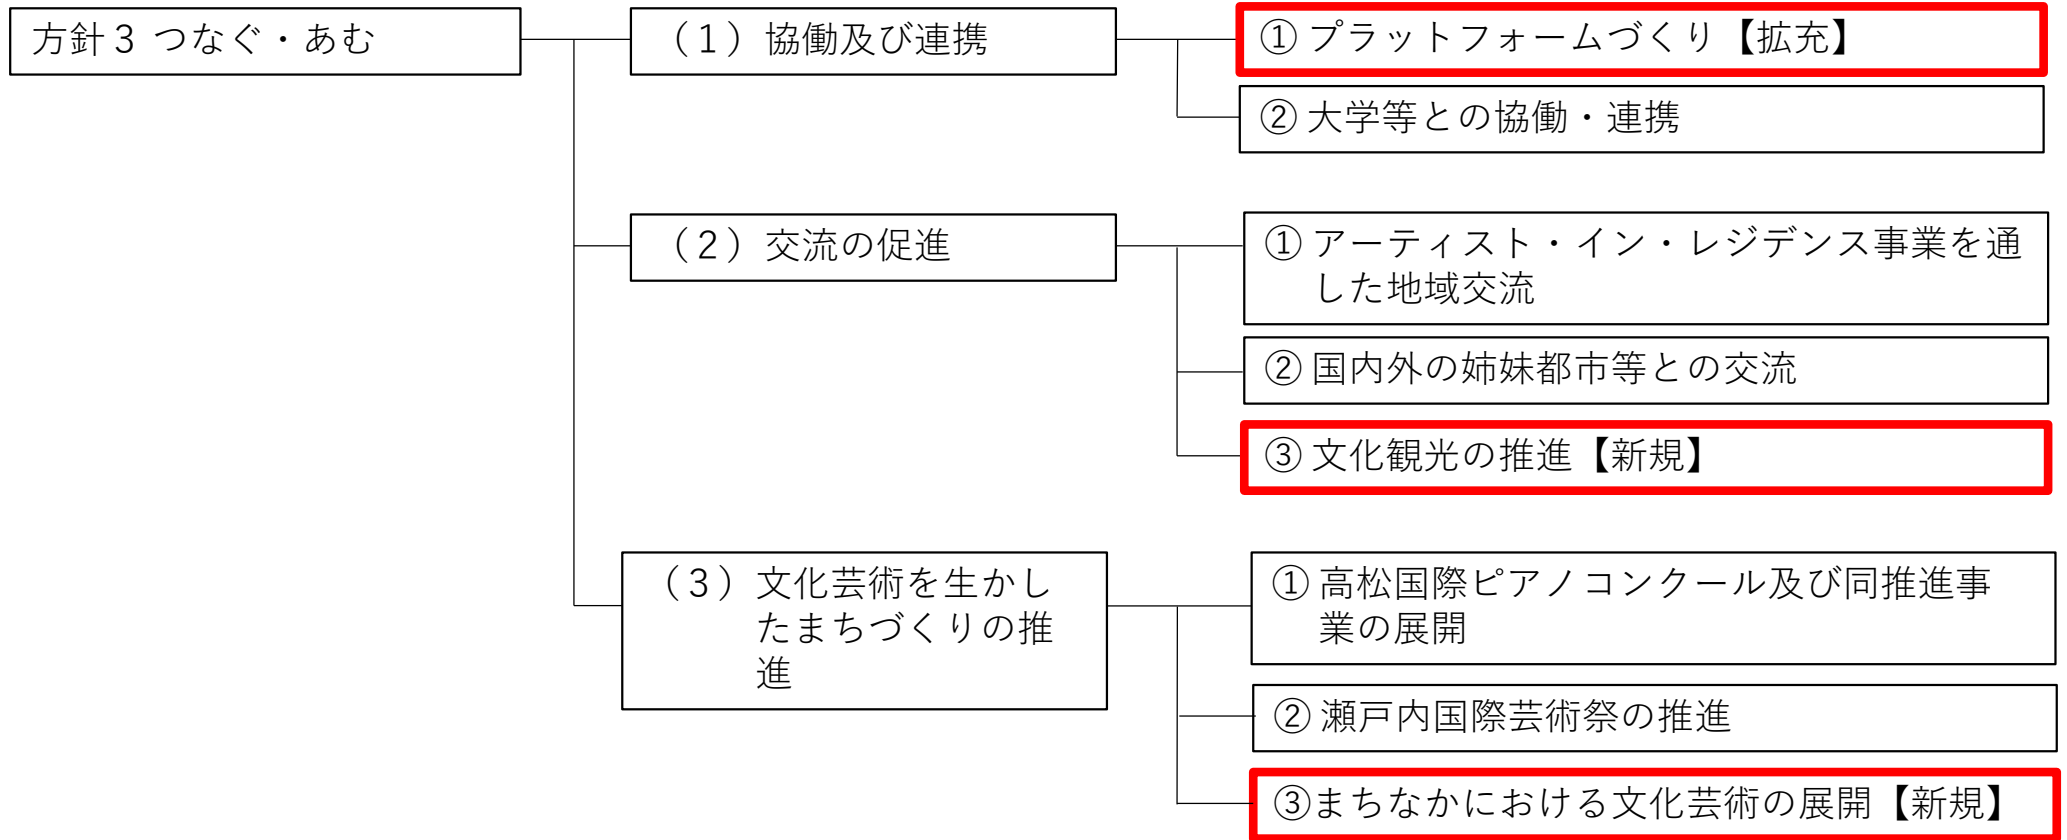 方針３ つなぐ・あむ
（１）協働及び連携
① プラットフォームづくり【拡充】
② 大学等との協働・連携
（２）交流の促進
① アーティスト・イン・レジデンス事業を通
した地域交流
② 国内外の姉妹都市等との交流
③ 文化観光の推進【新規】
（３）文化芸術を生かし
たまちづくりの推
進
① 高松国際ピアノコンクール及び同推進事
業の展開
② 瀬戸内国際芸術祭の推進
③まちなかにおける文化芸術の展開【新規】